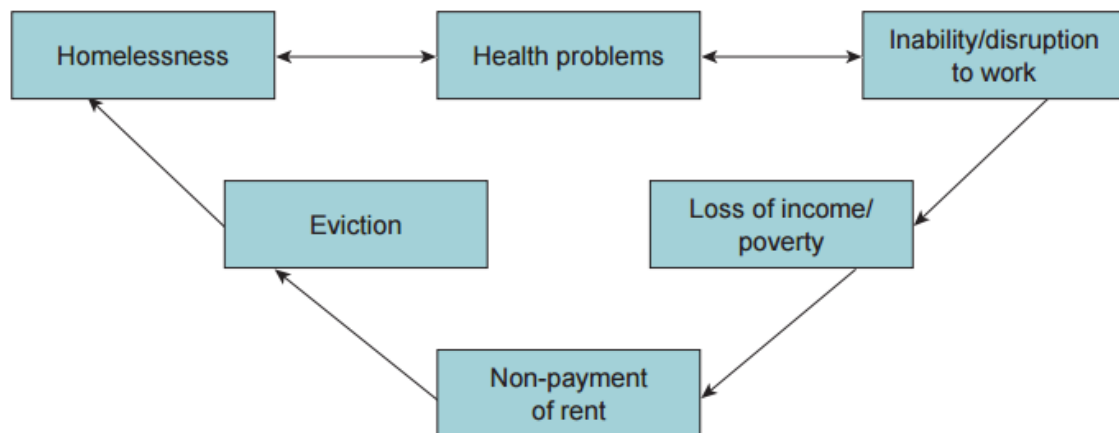 Homelessness
Health problems
Inability/disruption
to work
Eviction
Loss of income/
poverty
Non-payment
of rent